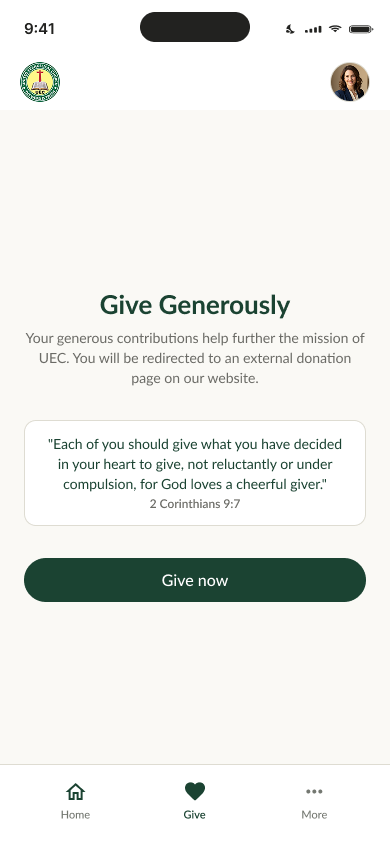 9:41
UEC
Give Generously
Your generous contributions help further the mission of
UEC. You will be redirected to an external donation
page on our website.
"Each of you should give what you have decided
in your heart to give, not reluctantly or under
compulsion, for God loves a cheerful giver."
2 Corinthians 9:7
Give now
Home
Give
More